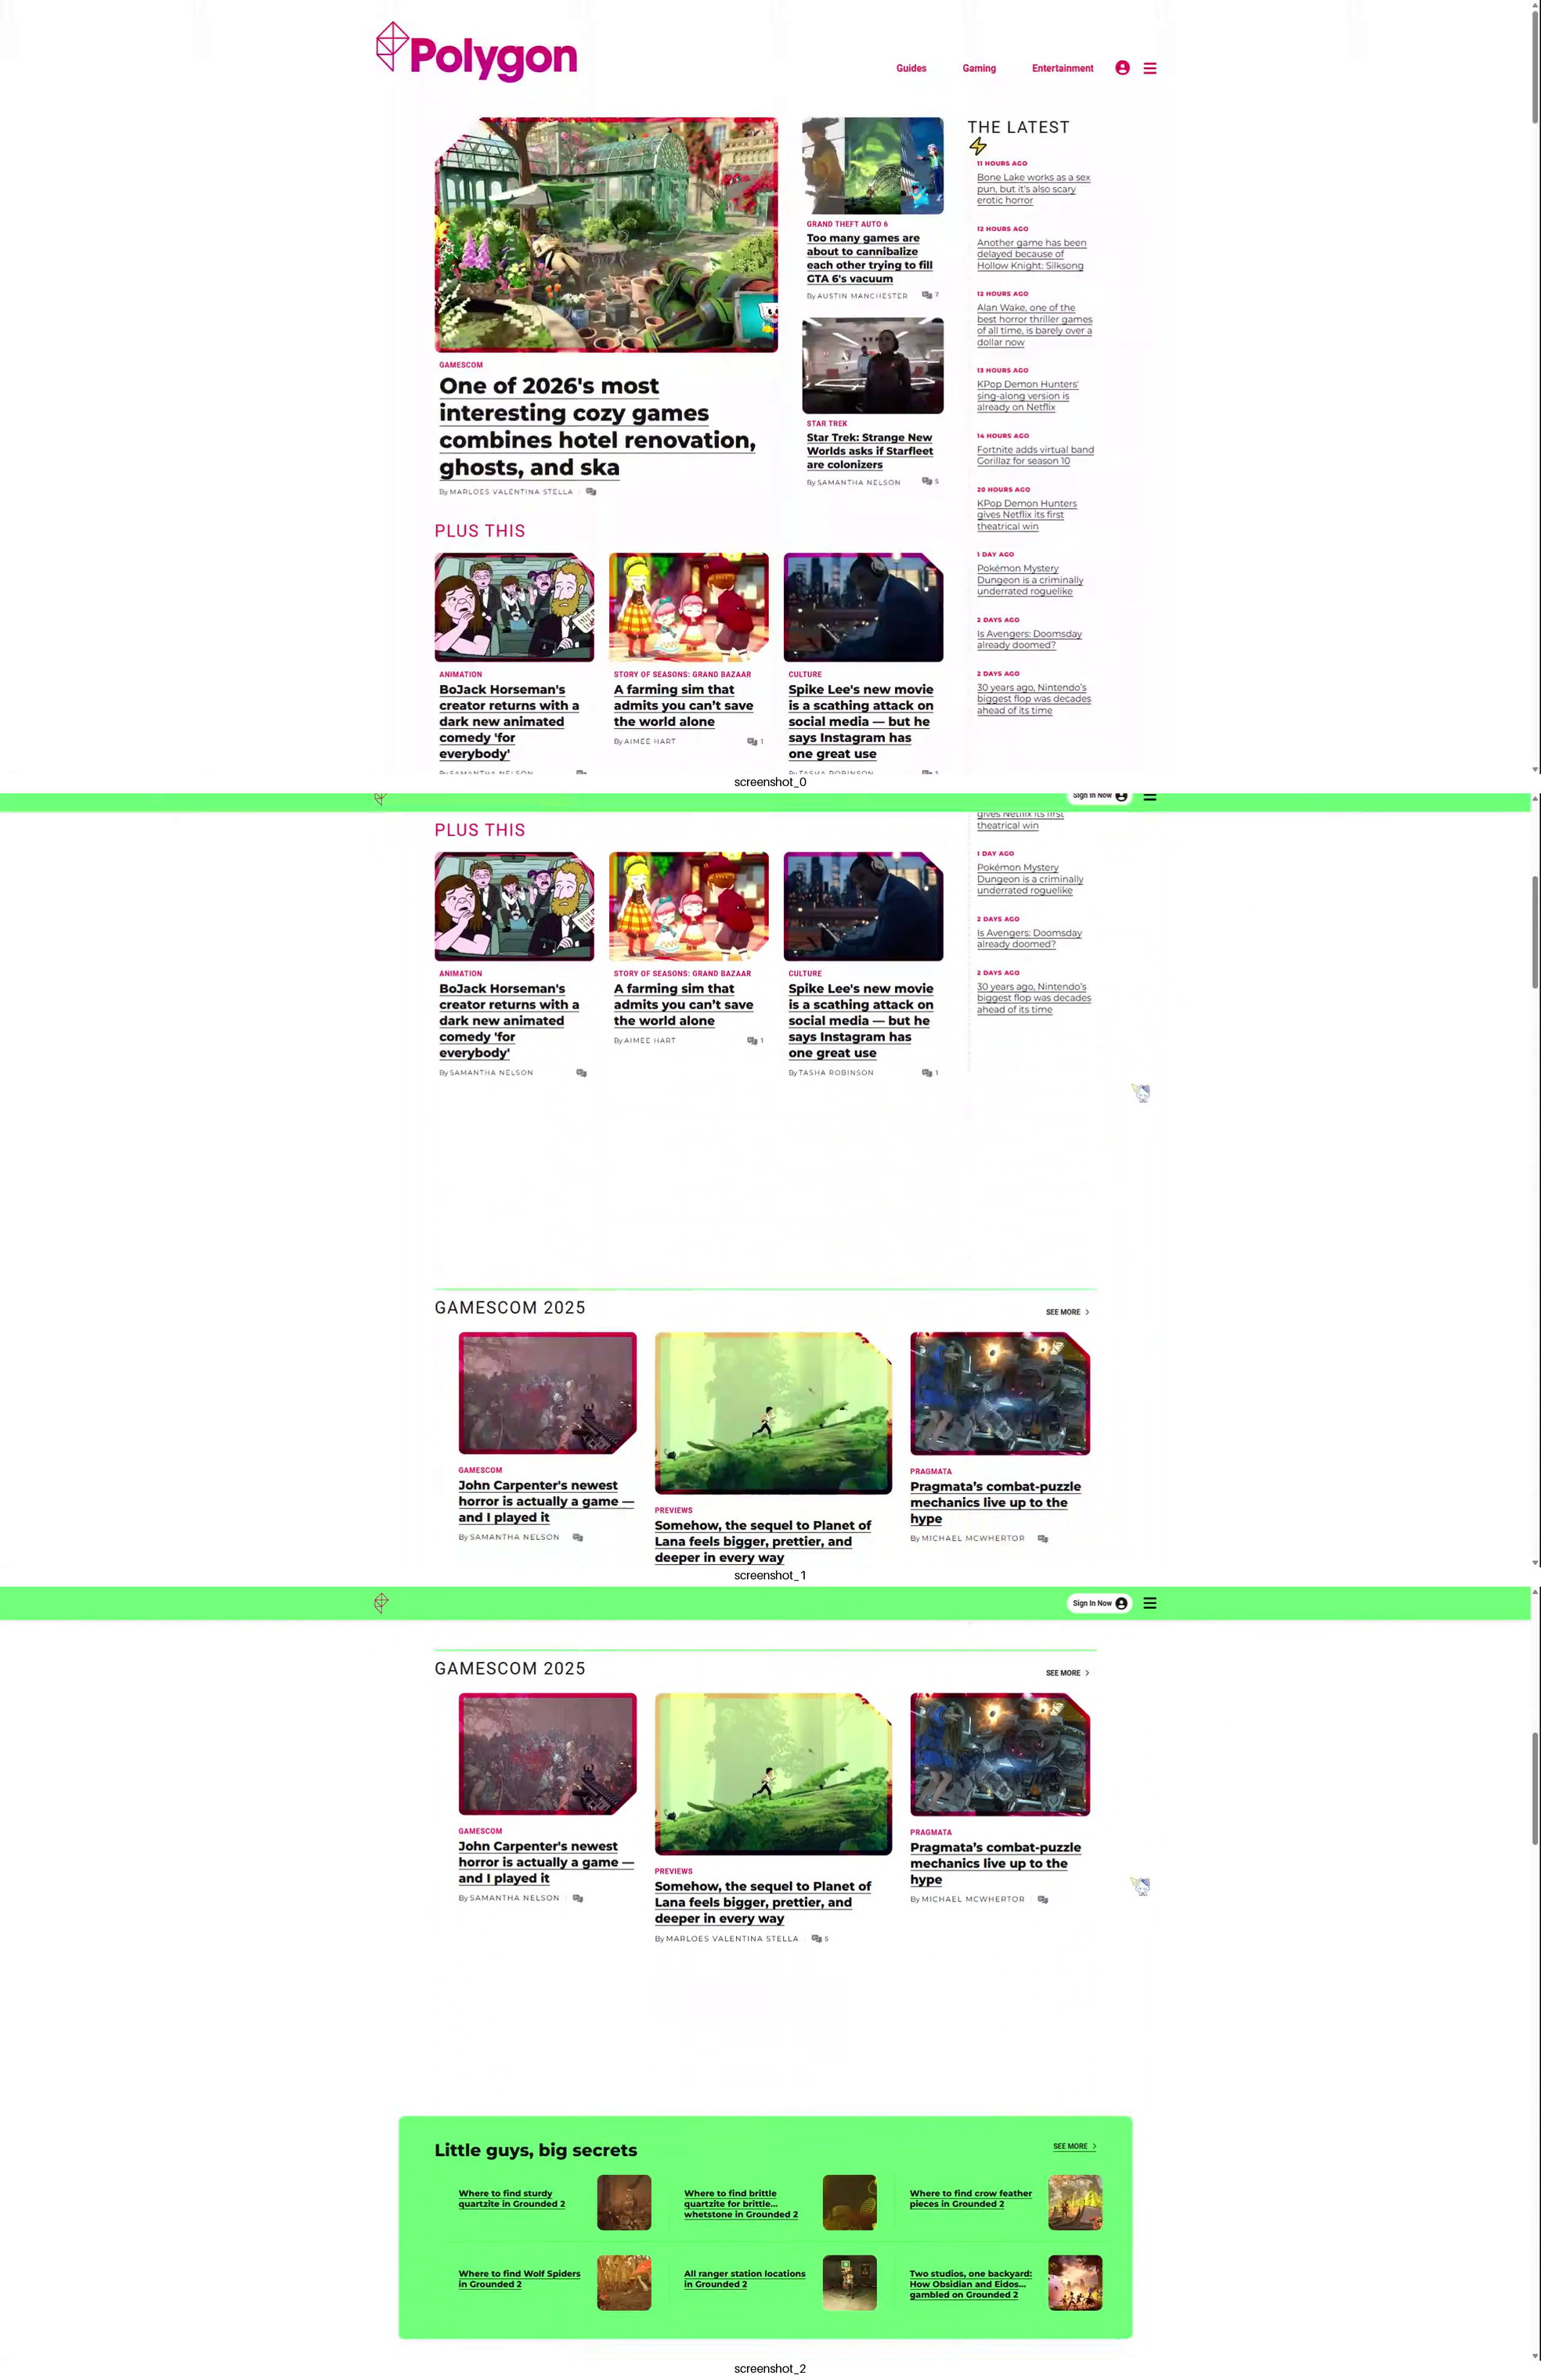 Polygon
Guides
Gaming
Entertainment
GAMESCOM
One of 2026's most
interesting cozy games
combines hotel renovation,
ghosts, and ska
By MARLOES VALENTINA STELLA
GRAND THEFT AUTO 6
Too many games are
about to cannibalize
each other trying to fill
GTA 6's vacuum
By AUSTIN MANCHESTER
7
STAR TREK
Star Trek: Strange New
Worlds asks if Starfleet
are colonizers
By SAMANTHA NELSON
5
THE LATEST
11 HOURS AGO
Bone Lake works as a sex
pun, but it's also scary
erotic horror
12 HOURS AGO
Another game has been
delayed because of
Hollow Knight: Silksong
12 HOURS AGO
Alan Wake, one of the
best horror thriller games
of all time, is barely over a
dollar now
13 HOURS AGO
KPop Demon Hunters'
sing-along version is
already on Netflix
14 HOURS AGO
Fortnite adds virtual band
Gorillaz for season 10
20 HOURS AGO
KPop Demon Hunters
gives Netflix its first
theatrical win
1 DAY AGO
Pokémon Mystery
Dungeon is a criminally
underrated roguelike
2 DAYS AGO
Is Avengers: Doomsday
already doomed?
2 DAYS AGO
30 years ago, Nintendo's
biggest flop was decades
ahead of its time
PLUS THIS
ANIMATION
BoJack Horseman's
creator returns with a
dark new animated
comedy 'for
everybody'
By SAMANTHA NELSON
STORY OF SEASONS: GRAND BAZAAR
A farming sim that
admits you can't save
the world alone
By AIMEE HART
1
CULTURE
Spike Lee's new movie
is a scathing attack on
social media — but he
says Instagram has
one great use
By TASHA ROBINSON
screenshot_0
Sign In Now
gives Netflix its first
theatrical win
1 DAY AGO
Pokémon Mystery
Dungeon is a criminally
underrated roguelike
2 DAYS AGO
Is Avengers: Doomsday
already doomed?
2 DAYS AGO
30 years ago, Nintendo's
biggest flop was decades
ahead of its time
PLUS THIS
ANIMATION
BoJack Horseman's
creator returns with a
dark new animated
comedy 'for
everybody'
By SAMANTHA NELSON
STORY OF SEASONS: GRAND BAZAAR
A farming sim that
admits you can't save
the world alone
By AIMEE HART
1
CULTURE
Spike Lee's new movie
is a scathing attack on
social media — but he
says Instagram has
one great use
By TASHA ROBINSON
1
GAMESCOM 2025
SEE MORE
GAMESCOM
John Carpenter's newest
horror is actually a game —
and I played it
By SAMANTHA NELSON
PREVIEWS
Somehow, the sequel to Planet of
Lana feels bigger, prettier, and
deeper in every way
PRAGMATA
Pragmata's combat-puzzle
mechanics live up to the
hype
By MICHAEL MCWHERTOR
screenshot_1
Sign In Now
GAMESCOM 2025
SEE MORE
GAMESCOM
John Carpenter's newest
horror is actually a game —
and I played it
By SAMANTHA NELSON
PREVIEWS
Somehow, the sequel to Planet of
Lana feels bigger, prettier, and
deeper in every way
By MARLOES VALENTINA STELLA
5
PRAGMATA
Pragmata's combat-puzzle
mechanics live up to the
hype
By MICHAEL MCWHERTOR
Little guys, big secrets
SEE MORE
Where to find sturdy
quartzite in Grounded 2
Where to find brittle
quartzite for brittle...
whetstone in Grounded 2
Where to find crow feather
pieces in Grounded 2
Where to find Wolf Spiders
in Grounded 2
All ranger station locations
in Grounded 2
Two studios, one backyard:
How Obsidian and Eidos...
gambled on Grounded 2
screenshot_2